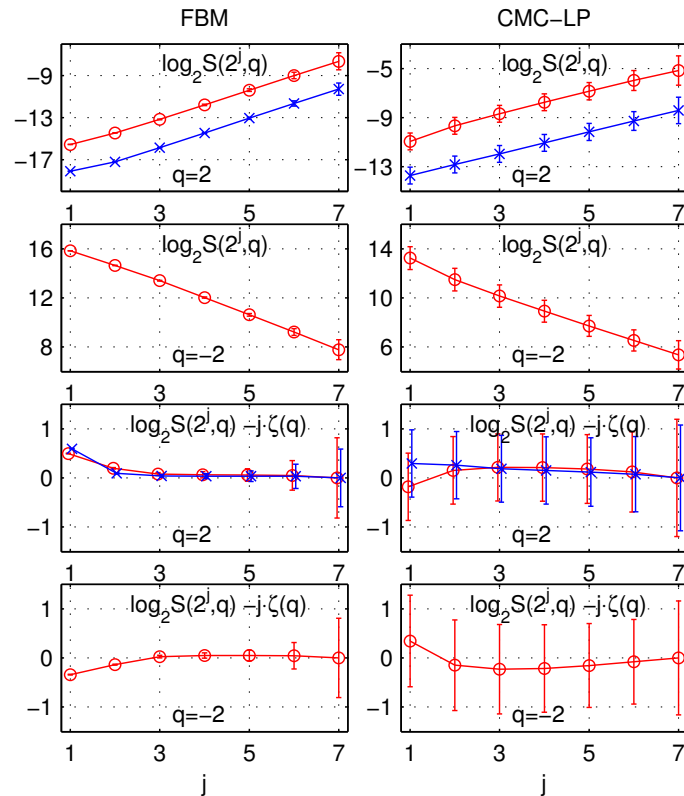 FBM CMC−LP
log₂S(2ʲ,q) log₂S(2ʲ,q)
−9 −5
−13 −9
−17 −13
q=2 q=2
1 3 5 7 1 3 5 7
log₂S(2ʲ,q) log₂S(2ʲ,q)
16 14
12 10
8 6
q=−2 q=−2
1 3 5 7 1 3 5 7
log₂S(2ʲ,q) −j·ζ(q) log₂S(2ʲ,q) −j·ζ(q)
1 1
0 0
−1 −1
q=2 q=2
1 3 5 7 1 3 5 7
log₂S(2ʲ,q) −j·ζ(q) log₂S(2ʲ,q) −j·ζ(q)
1 1
0 0
−1 −1
q=−2 q=−2
1 3 5 7 1 3 5 7
j j